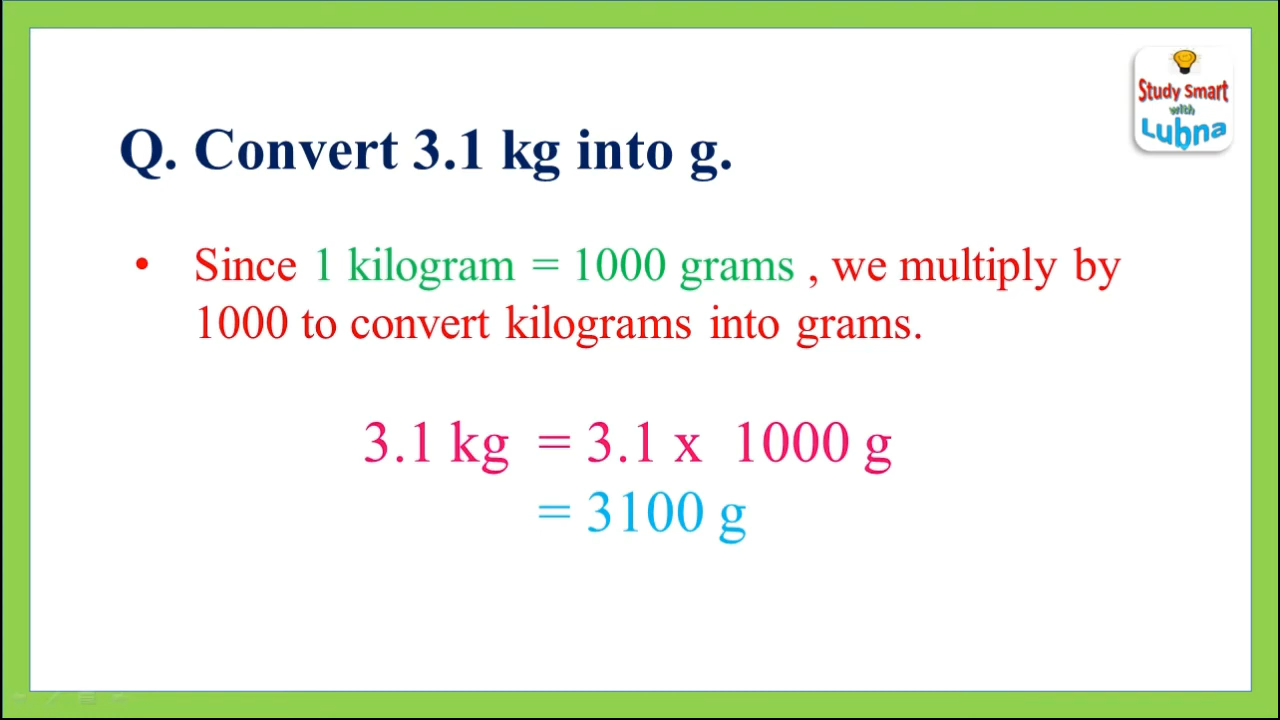 Study Smart
with
Lubna
Q. Convert 3.1 kg into g.
• Since 1 kilogram = 1000 grams , we multiply by
1000 to convert kilograms into grams.
3.1 kg = 3.1 x 1000 g
= 3100 g